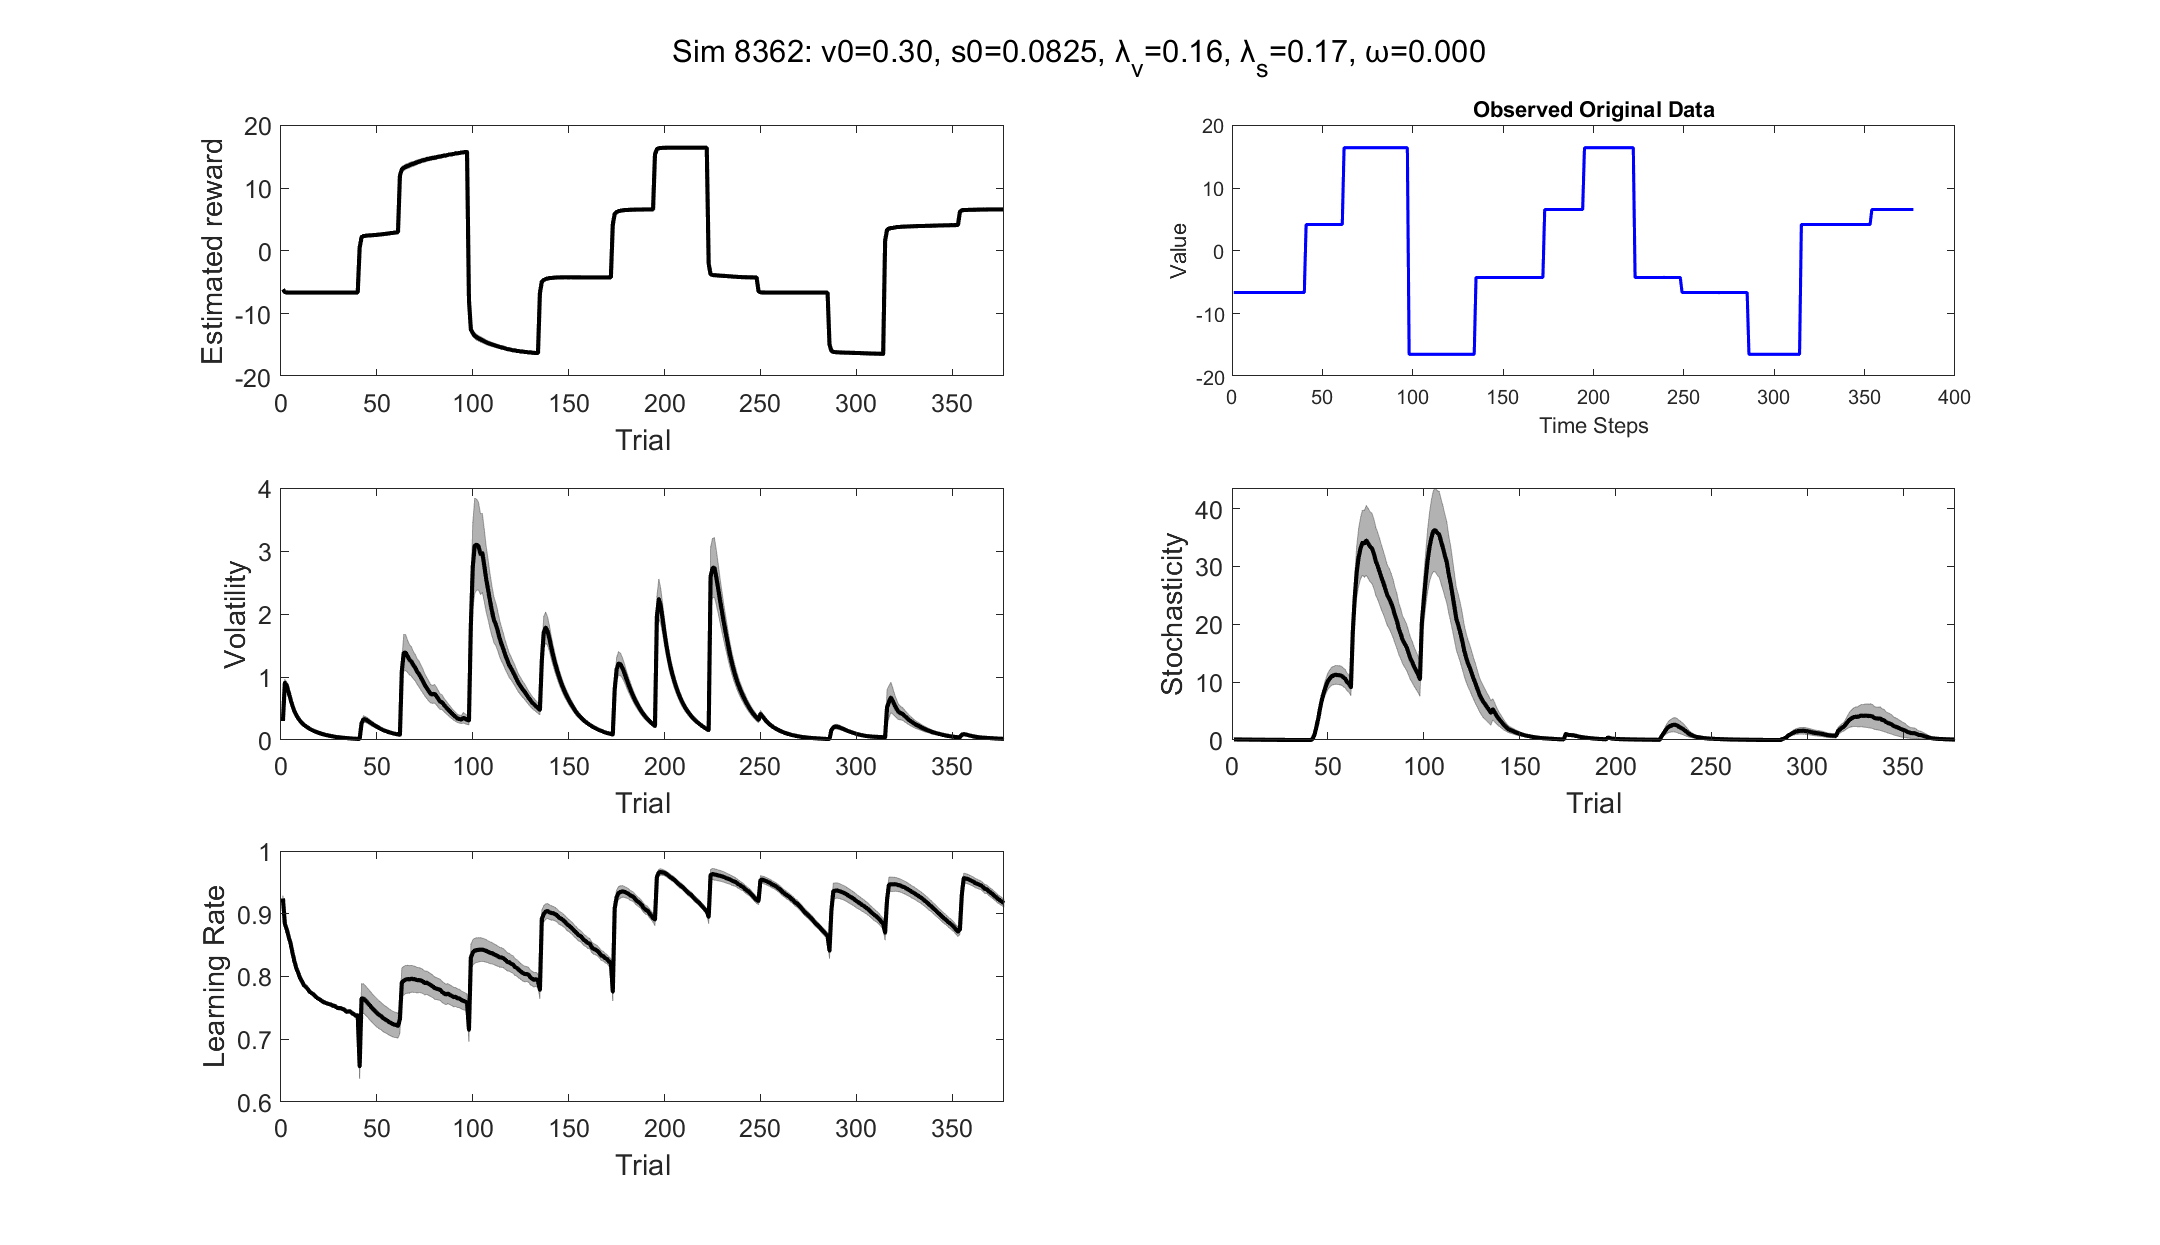 Sim 8362: v0=0.30, s0=0.0825, λv=0.16, λs=0.17, ω=0.000
Estimated reward
20
10
0
-10
-20
0 50 100 150 200 250 300 350
Trial
Observed Original Data
Value
20
10
0
-10
-20
0 50 100 150 200 250 300 350 400
Time Steps
Volatility
4
3
2
1
0
0 50 100 150 200 250 300 350
Trial
Stochasticity
40
30
20
10
0
0 50 100 150 200 250 300 350
Trial
Learning Rate
1
0.9
0.8
0.7
0.6
0 50 100 150 200 250 300 350
Trial